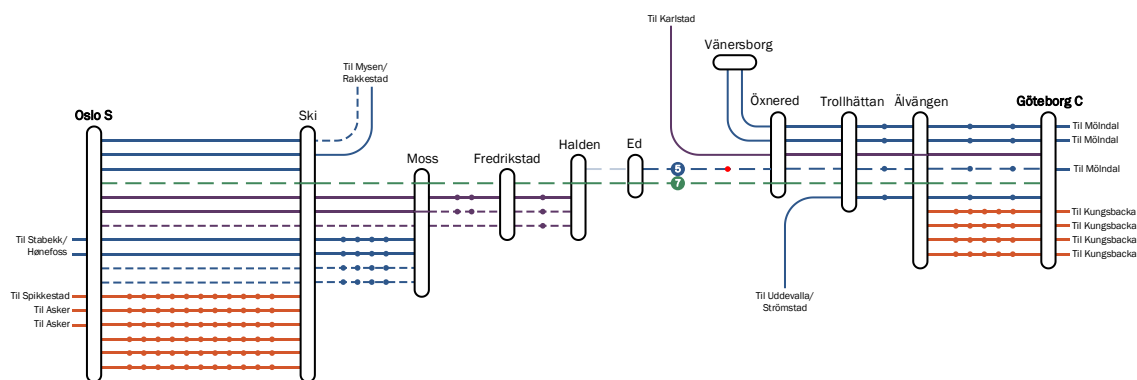 Til Karlstad
Vänersborg
Til Mysen/
Rakkestad
Oslo S
Ski
Öxnered
Trollhättan
Älvängen
Göteborg C
Til Mölndal
Til Mölndal
Halden
Ed
Moss
Fredrikstad
5
Til Mölndal
7
Til Kungsbacka
Til Kungsbacka
Til Kungsbacka
Til Kungsbacka
Til Stabekk/
Hønefoss
Til Spikkestad
Til Asker
Til Asker
Til Uddevalla/
Strömstad